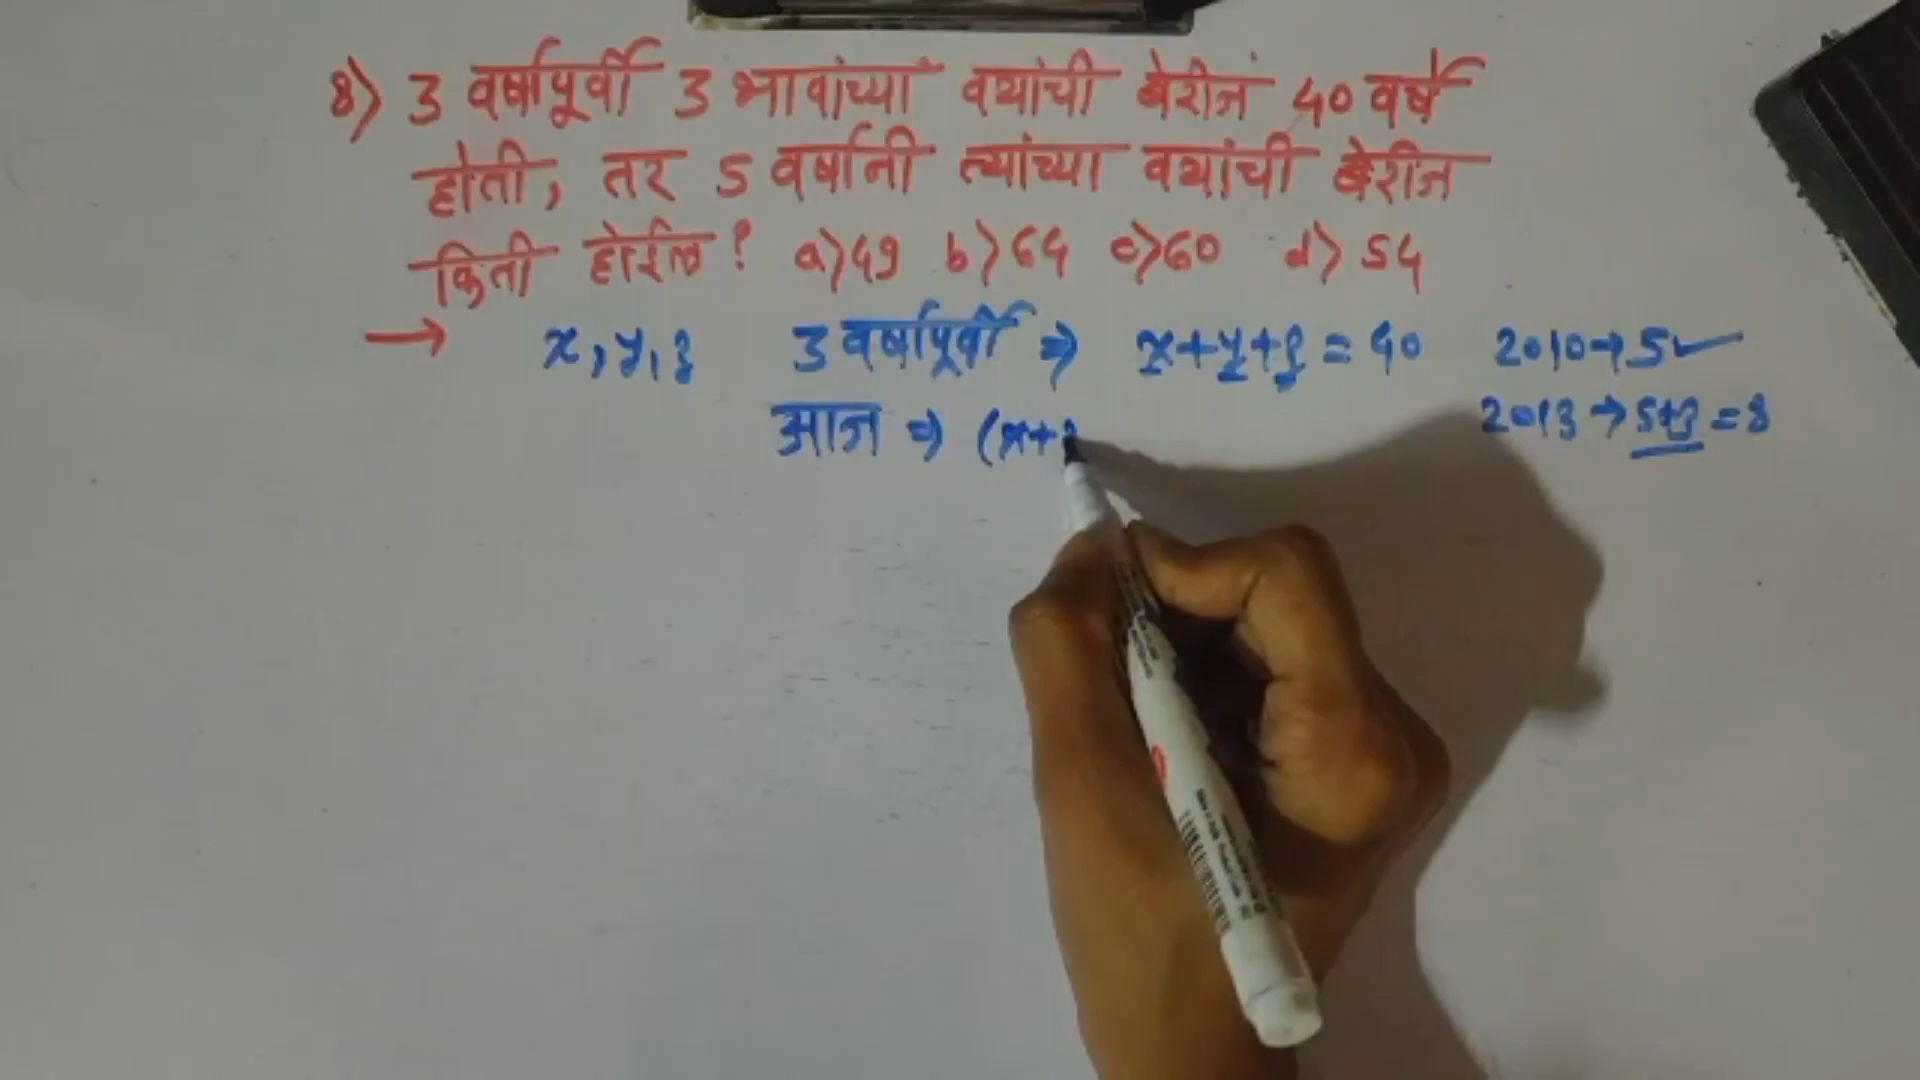 8) 3 वर्षापूर्वी 3 भावांच्या वयांची बेरीज 40 वर्षे
होती, तर 5 वर्षानी त्यांच्या वयांची बेरीज
किती होईल? a) 49 b) 64 c) 60 d) 54
→ x, y, z 3 वर्षापूर्वी ⇒ x+y+z = 40 2010→5✓
आज ⇒ (x+3 2013→5+3=8